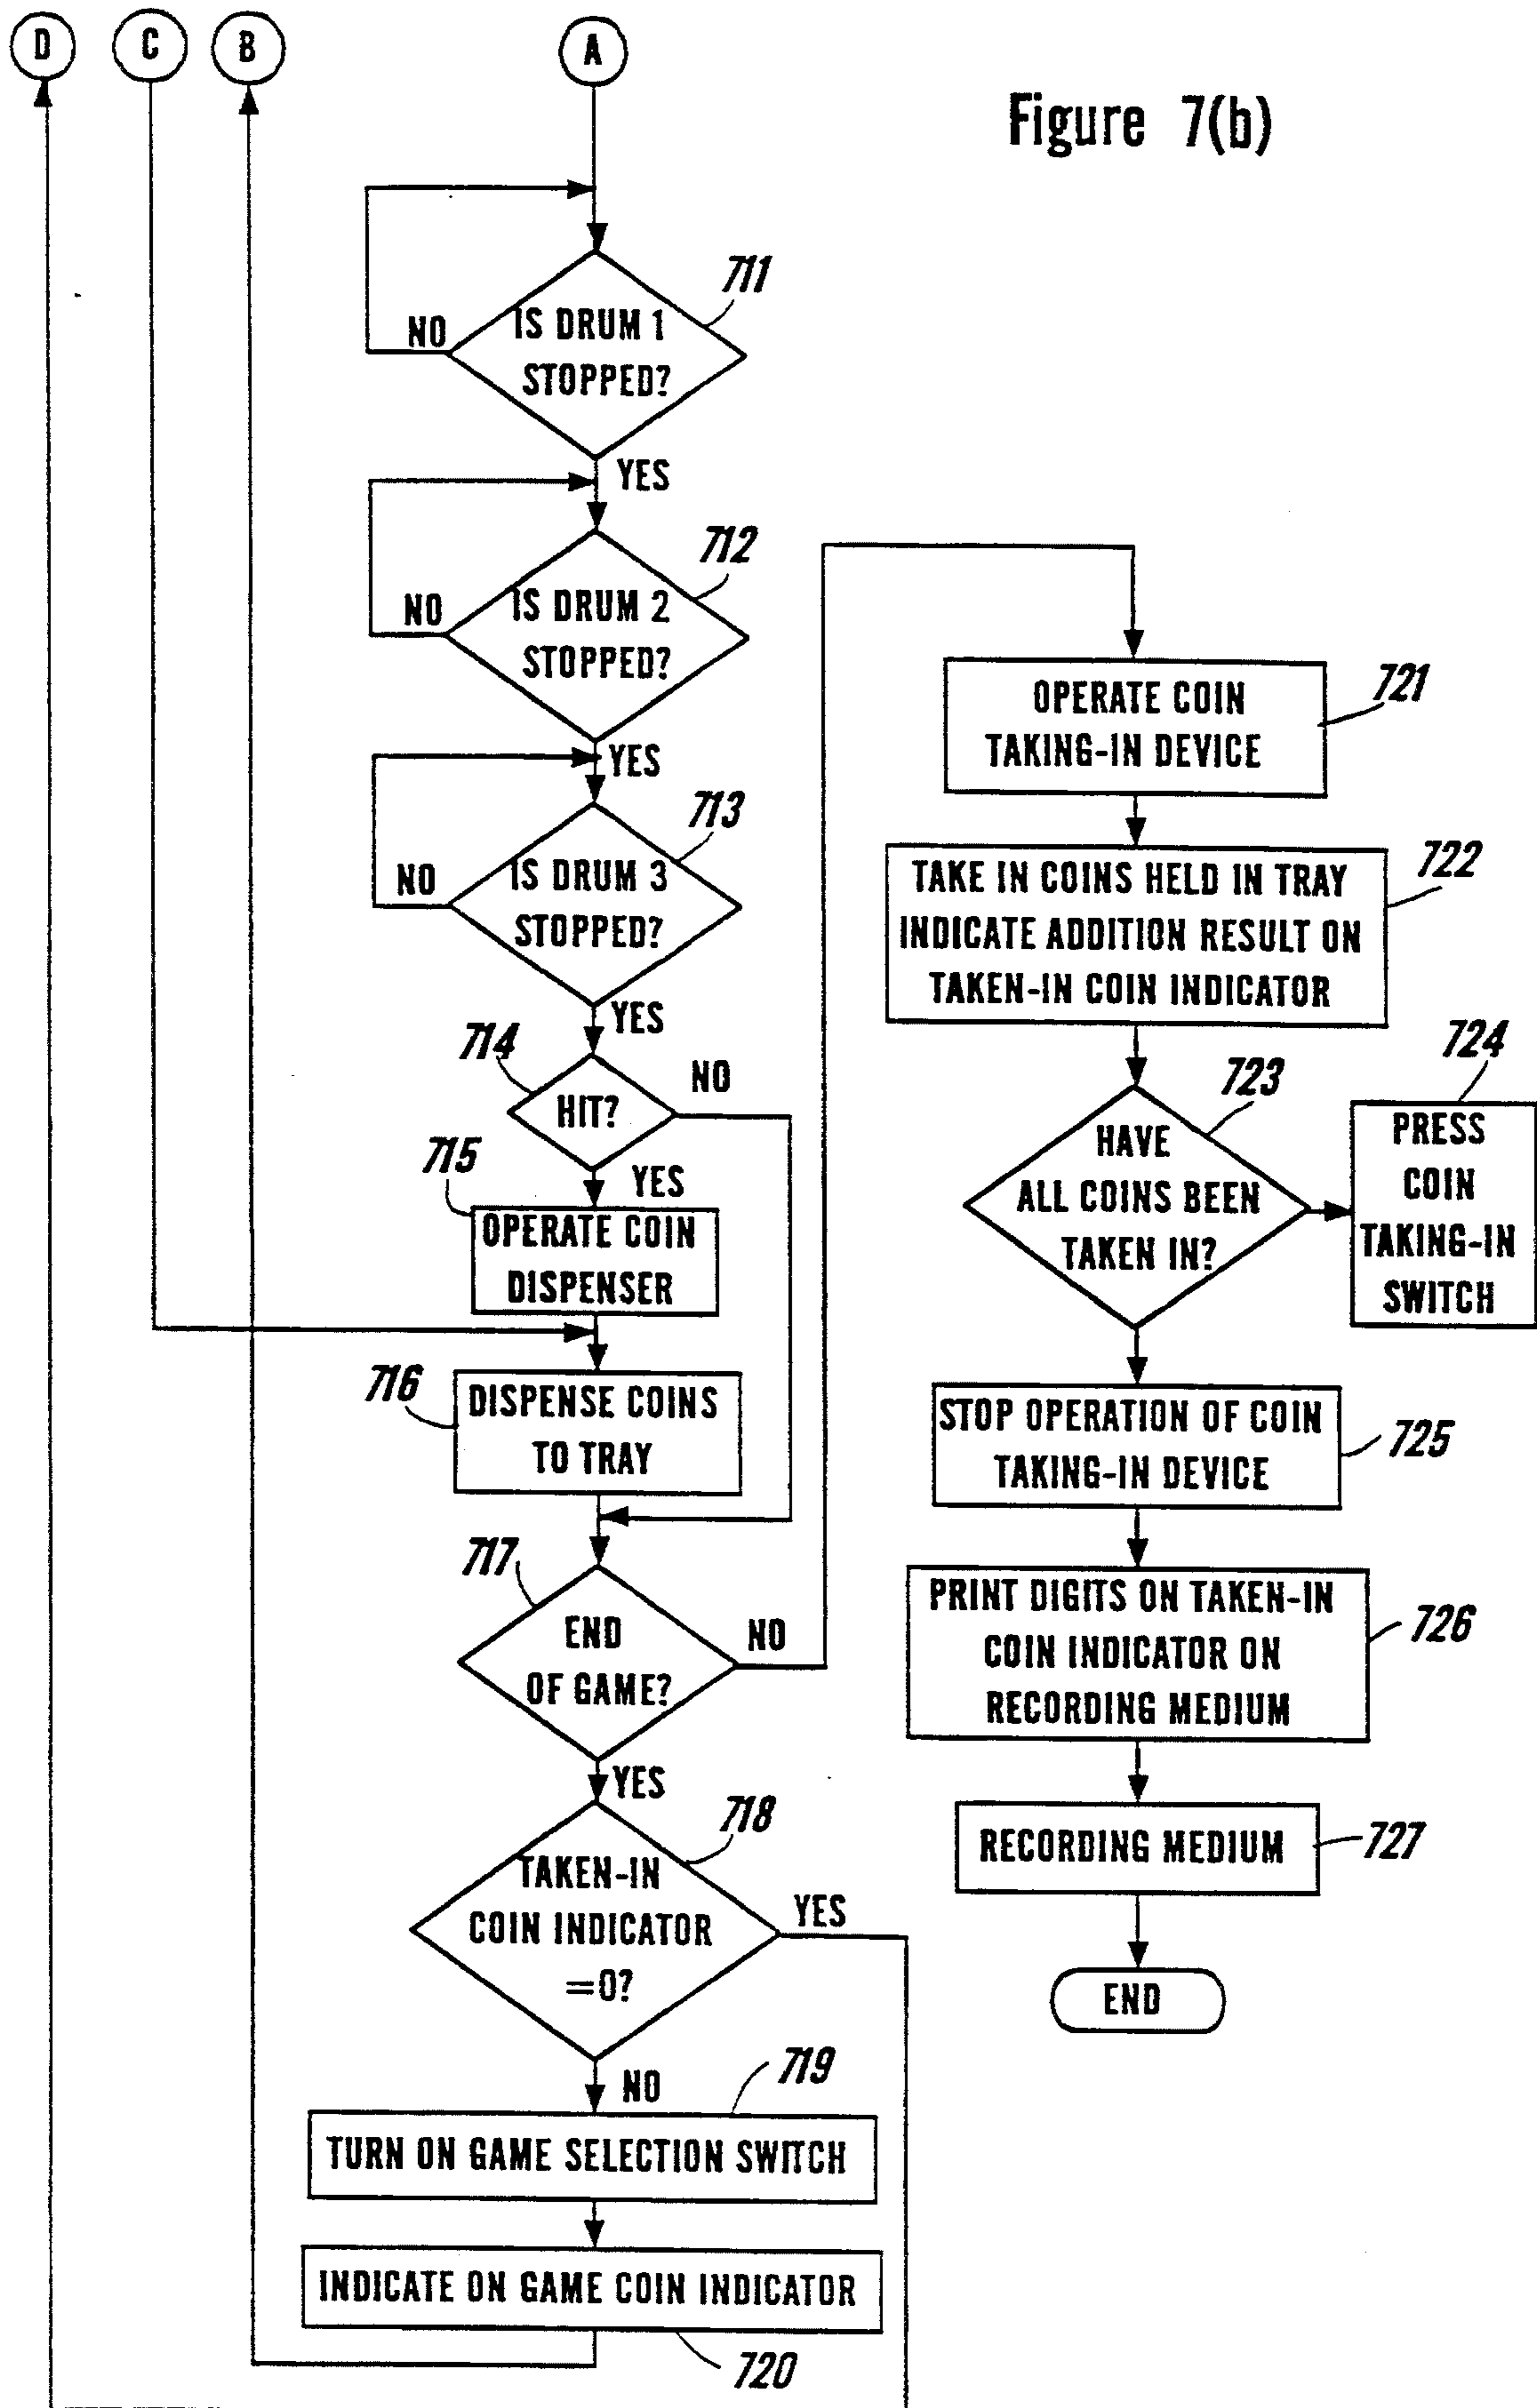 D
C
B
A
Figure 7(b)
711
IS DRUM 1
STOPPED?
NO
YES
712
IS DRUM 2
STOPPED?
NO
YES
713
IS DRUM 3
STOPPED?
NO
YES
714
HIT?
NO
YES
715
OPERATE COIN
DISPENSER
716
DISPENSE COINS
TO TRAY
717
END
OF GAME?
NO
YES
718
TAKEN-IN
COIN INDICATOR
=0?
YES
NO
719
TURN ON GAME SELECTION SWITCH
INDICATE ON GAME COIN INDICATOR
720
721
OPERATE COIN
TAKING-IN DEVICE
722
TAKE IN COINS HELD IN TRAY
INDICATE ADDITION RESULT ON
TAKEN-IN COIN INDICATOR
723
HAVE
ALL COINS BEEN
TAKEN IN?
724
PRESS
COIN
TAKING-IN
SWITCH
STOP OPERATION OF COIN
TAKING-IN DEVICE
725
PRINT DIGITS ON TAKEN-IN
COIN INDICATOR ON
RECORDING MEDIUM
726
RECORDING MEDIUM
727
END